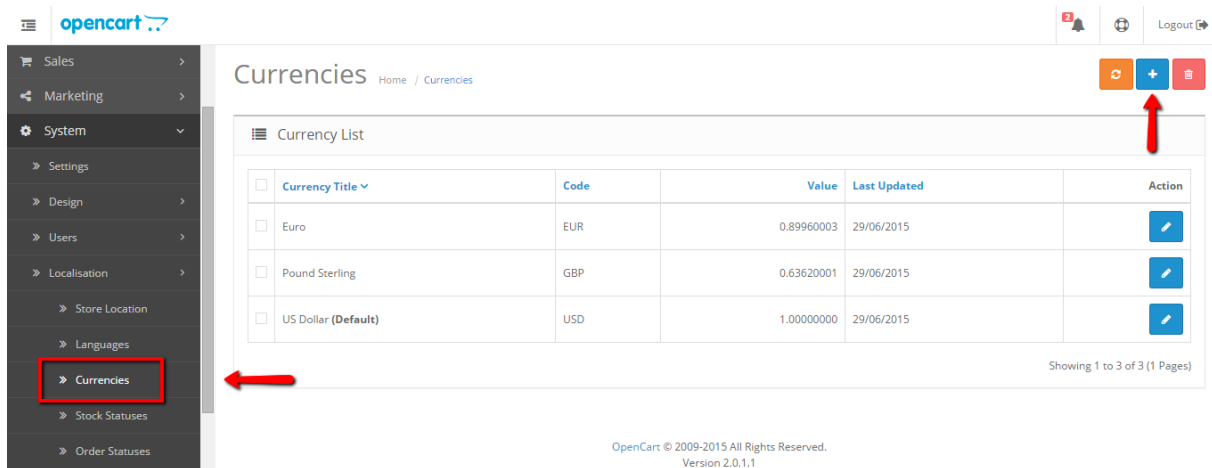 opencart
2
Logout
Sales
Marketing
System
Settings
Design
Users
Localisation
Store Location
Languages
Currencies
Stock Statuses
Order Statuses
Currencies Home / Currencies
Currency List
Currency Title Code Value Last Updated Action
Euro EUR 0.89960003 29/06/2015
Pound Sterling GBP 0.63620001 29/06/2015
US Dollar (Default) USD 1.00000000 29/06/2015
Showing 1 to 3 of 3 (1 Pages)
OpenCart © 2009-2015 All Rights Reserved.
Version 2.0.1.1